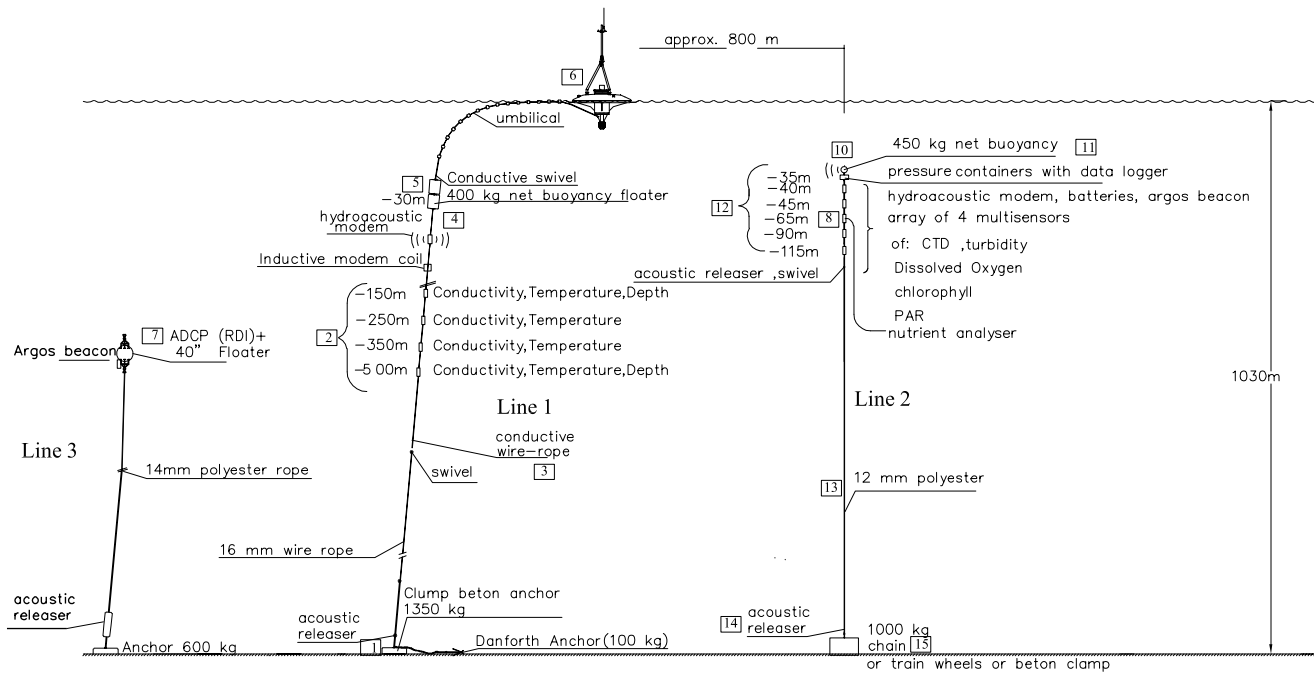 approx. 800 m
6
umbilical
10
450 kg net buoyancy
11
pressure containers with data logger
-35m
-40m
-45m
-65m
-90m
-115m
12
8
hydroacoustic modem, batteries, argos beacon
array of 4 multisensors
of: CTD ,turbidity
Dissolved Oxygen
chlorophyll
PAR
nutrient analyser
acoustic releaser ,swivel
5
Conductive swivel
-30m
400 kg net buoyancy floater
hydroacoustic
modem
4
Inductive modem coil
2
-150m Conductivity,Temperature,Depth
-250m Conductivity,Temperature
-350m Conductivity,Temperature
-500m Conductivity,Temperature,Depth
7
ADCP (RDI)+
40" Floater
Argos beacon
1030m
Line 1
Line 2
Line 3
conductive
wire-rope
3
swivel
14mm polyester rope
13
12 mm polyester
16 mm wire rope
Clump beton anchor
1350 kg
acoustic
releaser
acoustic
releaser
1
Danforth Anchor(100 kg)
Anchor 600 kg
14
acoustic
releaser
1000 kg
chain
15
or train wheels or beton clamp